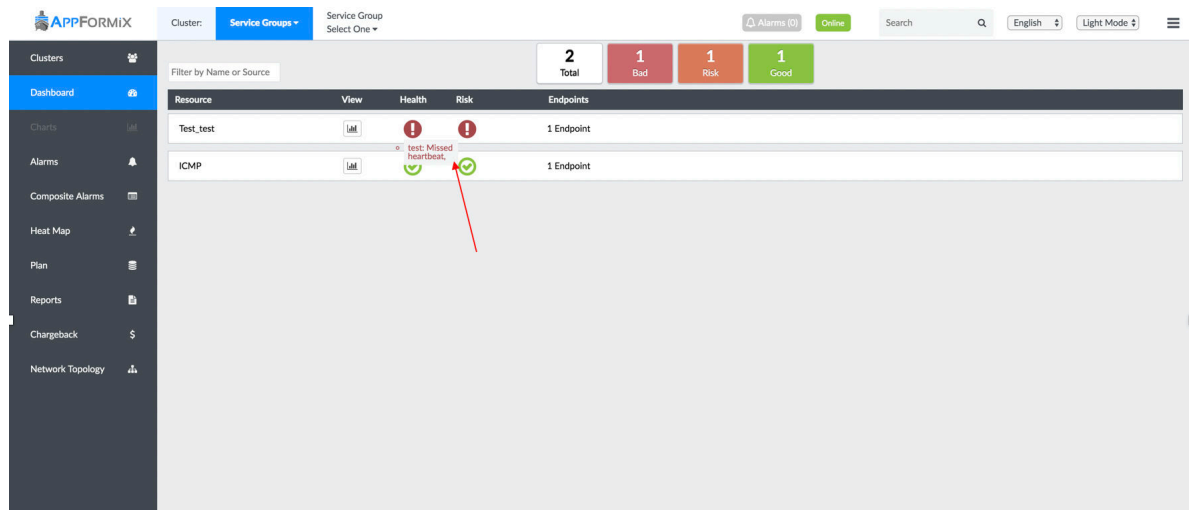 APPFORMiX
Cluster:
Service Groups
Service Group
Select One
Alarms (0)
Online
Search
English
Light Mode
Clusters
Dashboard
Charts
Alarms
Composite Alarms
Heat Map
Plan
Reports
Chargeback
Network Topology
Filter by Name or Source
2
Total
1
Bad
1
Risk
1
Good
Resource View Health Risk Endpoints
Test_test 1 Endpoint
test: Missed
heartbeat,
ICMP 1 Endpoint